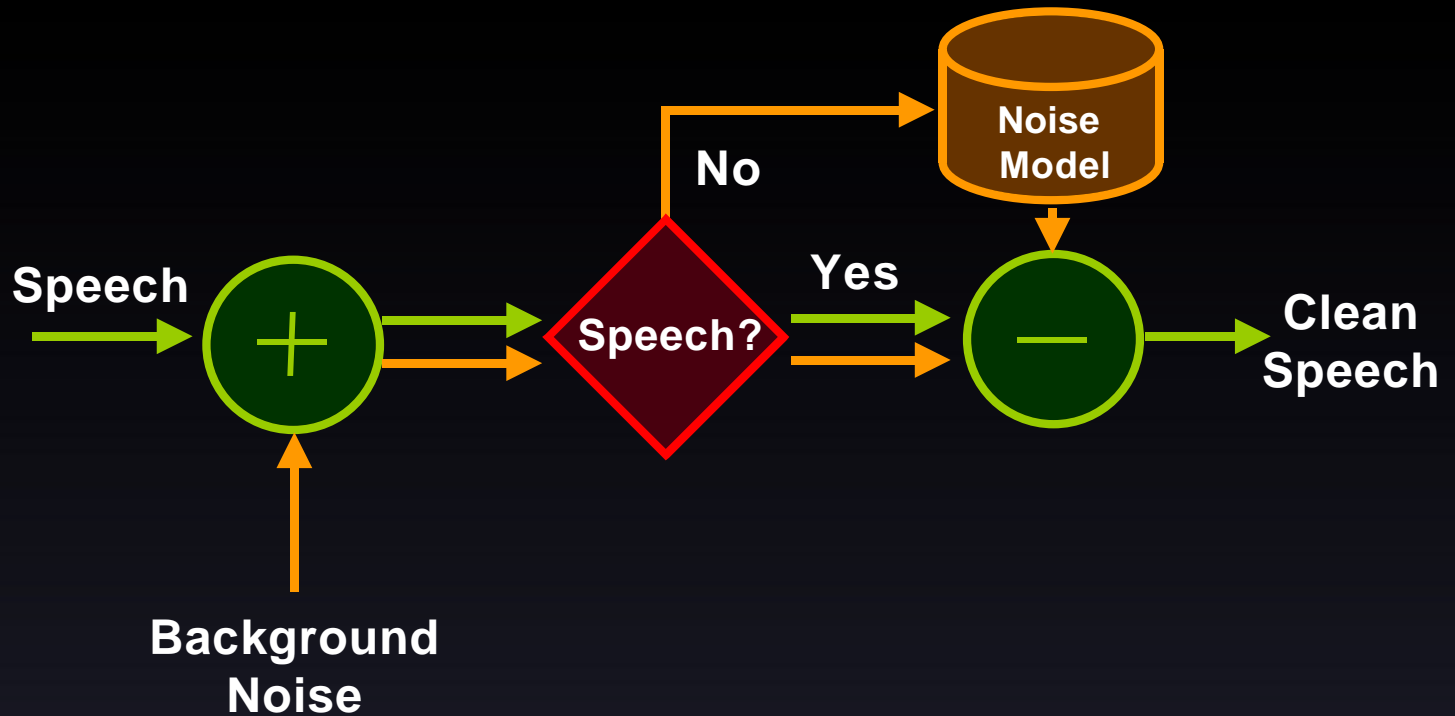 Noise
Model
No
Speech
Yes
Speech?
Clean
Speech
Background
Noise